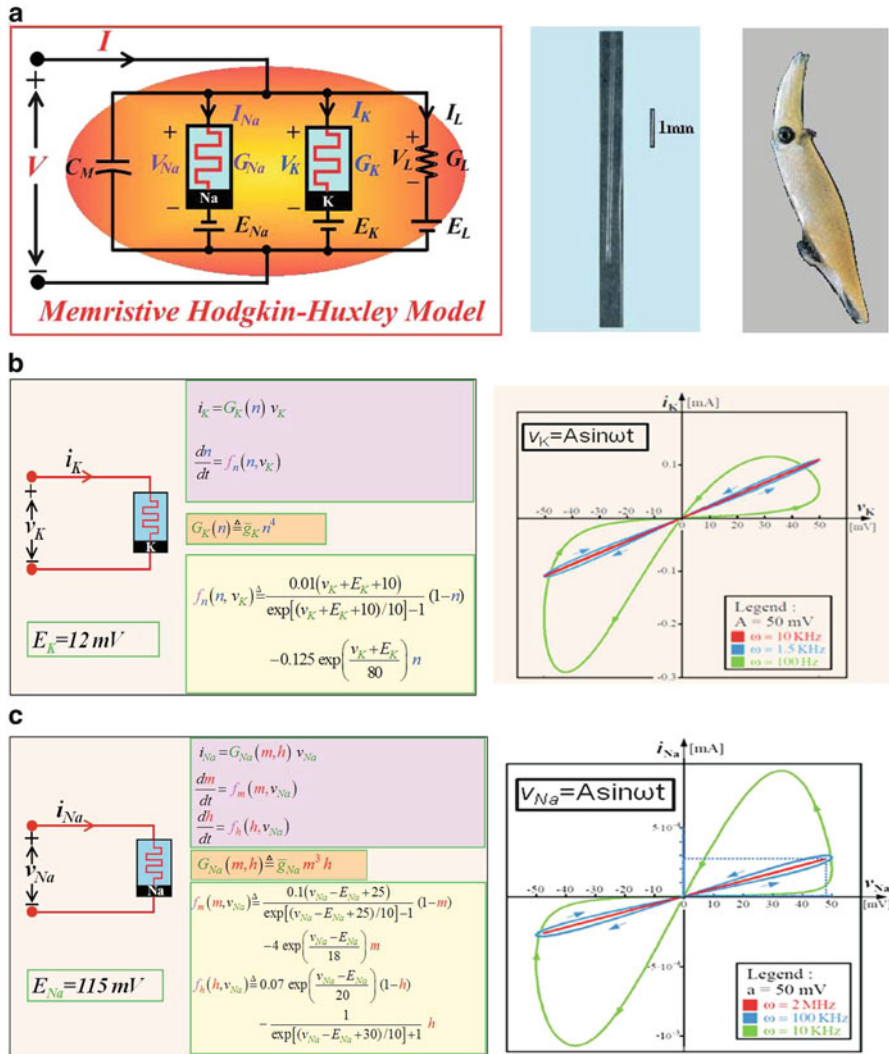 a
I
+
I_Na
I_K
I_L
+
+
+
V
C_M
V_Na
G_Na
V_K
G_K
V_L
G_L
−
−
Na
−
K
E_Na
E_K
E_L
−
Memristive Hodgkin-Huxley Model
1mm
b
i_K
+
v_K
−
K
E_K=12 mV
i_K=G_K(n) v_K
dn/dt=f_n(n,v_K)
G_K(n)≜ḡ_K n^4
f_n(n, v_K)≜ 0.01(v_K+E_K+10)/exp[(v_K+E_K+10)/10]-1 (1-n)
-0.125 exp((v_K+E_K)/80) n
i_K [mA]
v_K=Asinωt
0.1
-50 -40 -30 -20 -10 0
0 10 20 30 40 50
v_K
[mV]
-0.1
-0.3
Legend :
A = 50 mV
ω = 10 KHz
ω = 1.5 KHz
ω = 100 Hz
c
i_Na
+
v_Na
−
Na
E_Na=115 mV
i_Na=G_Na(m,h) v_Na
dm/dt=f_m(m,v_Na)
dh/dt=f_h(h,v_Na)
G_Na(m,h)≜ḡ_Na m^3 h
f_m(m,v_Na)≜ 0.1(v_Na-E_Na+25)/exp[(v_Na-E_Na+25)/10]-1 (1-m)
-4 exp((v_Na-E_Na)/18) m
f_h(h,v_Na)≜0.07 exp((v_Na-E_Na)/20) (1-h)
- 1/exp[(v_Na-E_Na+30)/10]+1 h
i_Na [mA]
v_Na=Asinωt
-50 -40 -30 -20 -10 0
0 10 20 30 40 50
v_Na
[mV]
Legend :
a = 50 mV
ω = 2 MHz
ω = 100 KHz
ω = 10 KHz